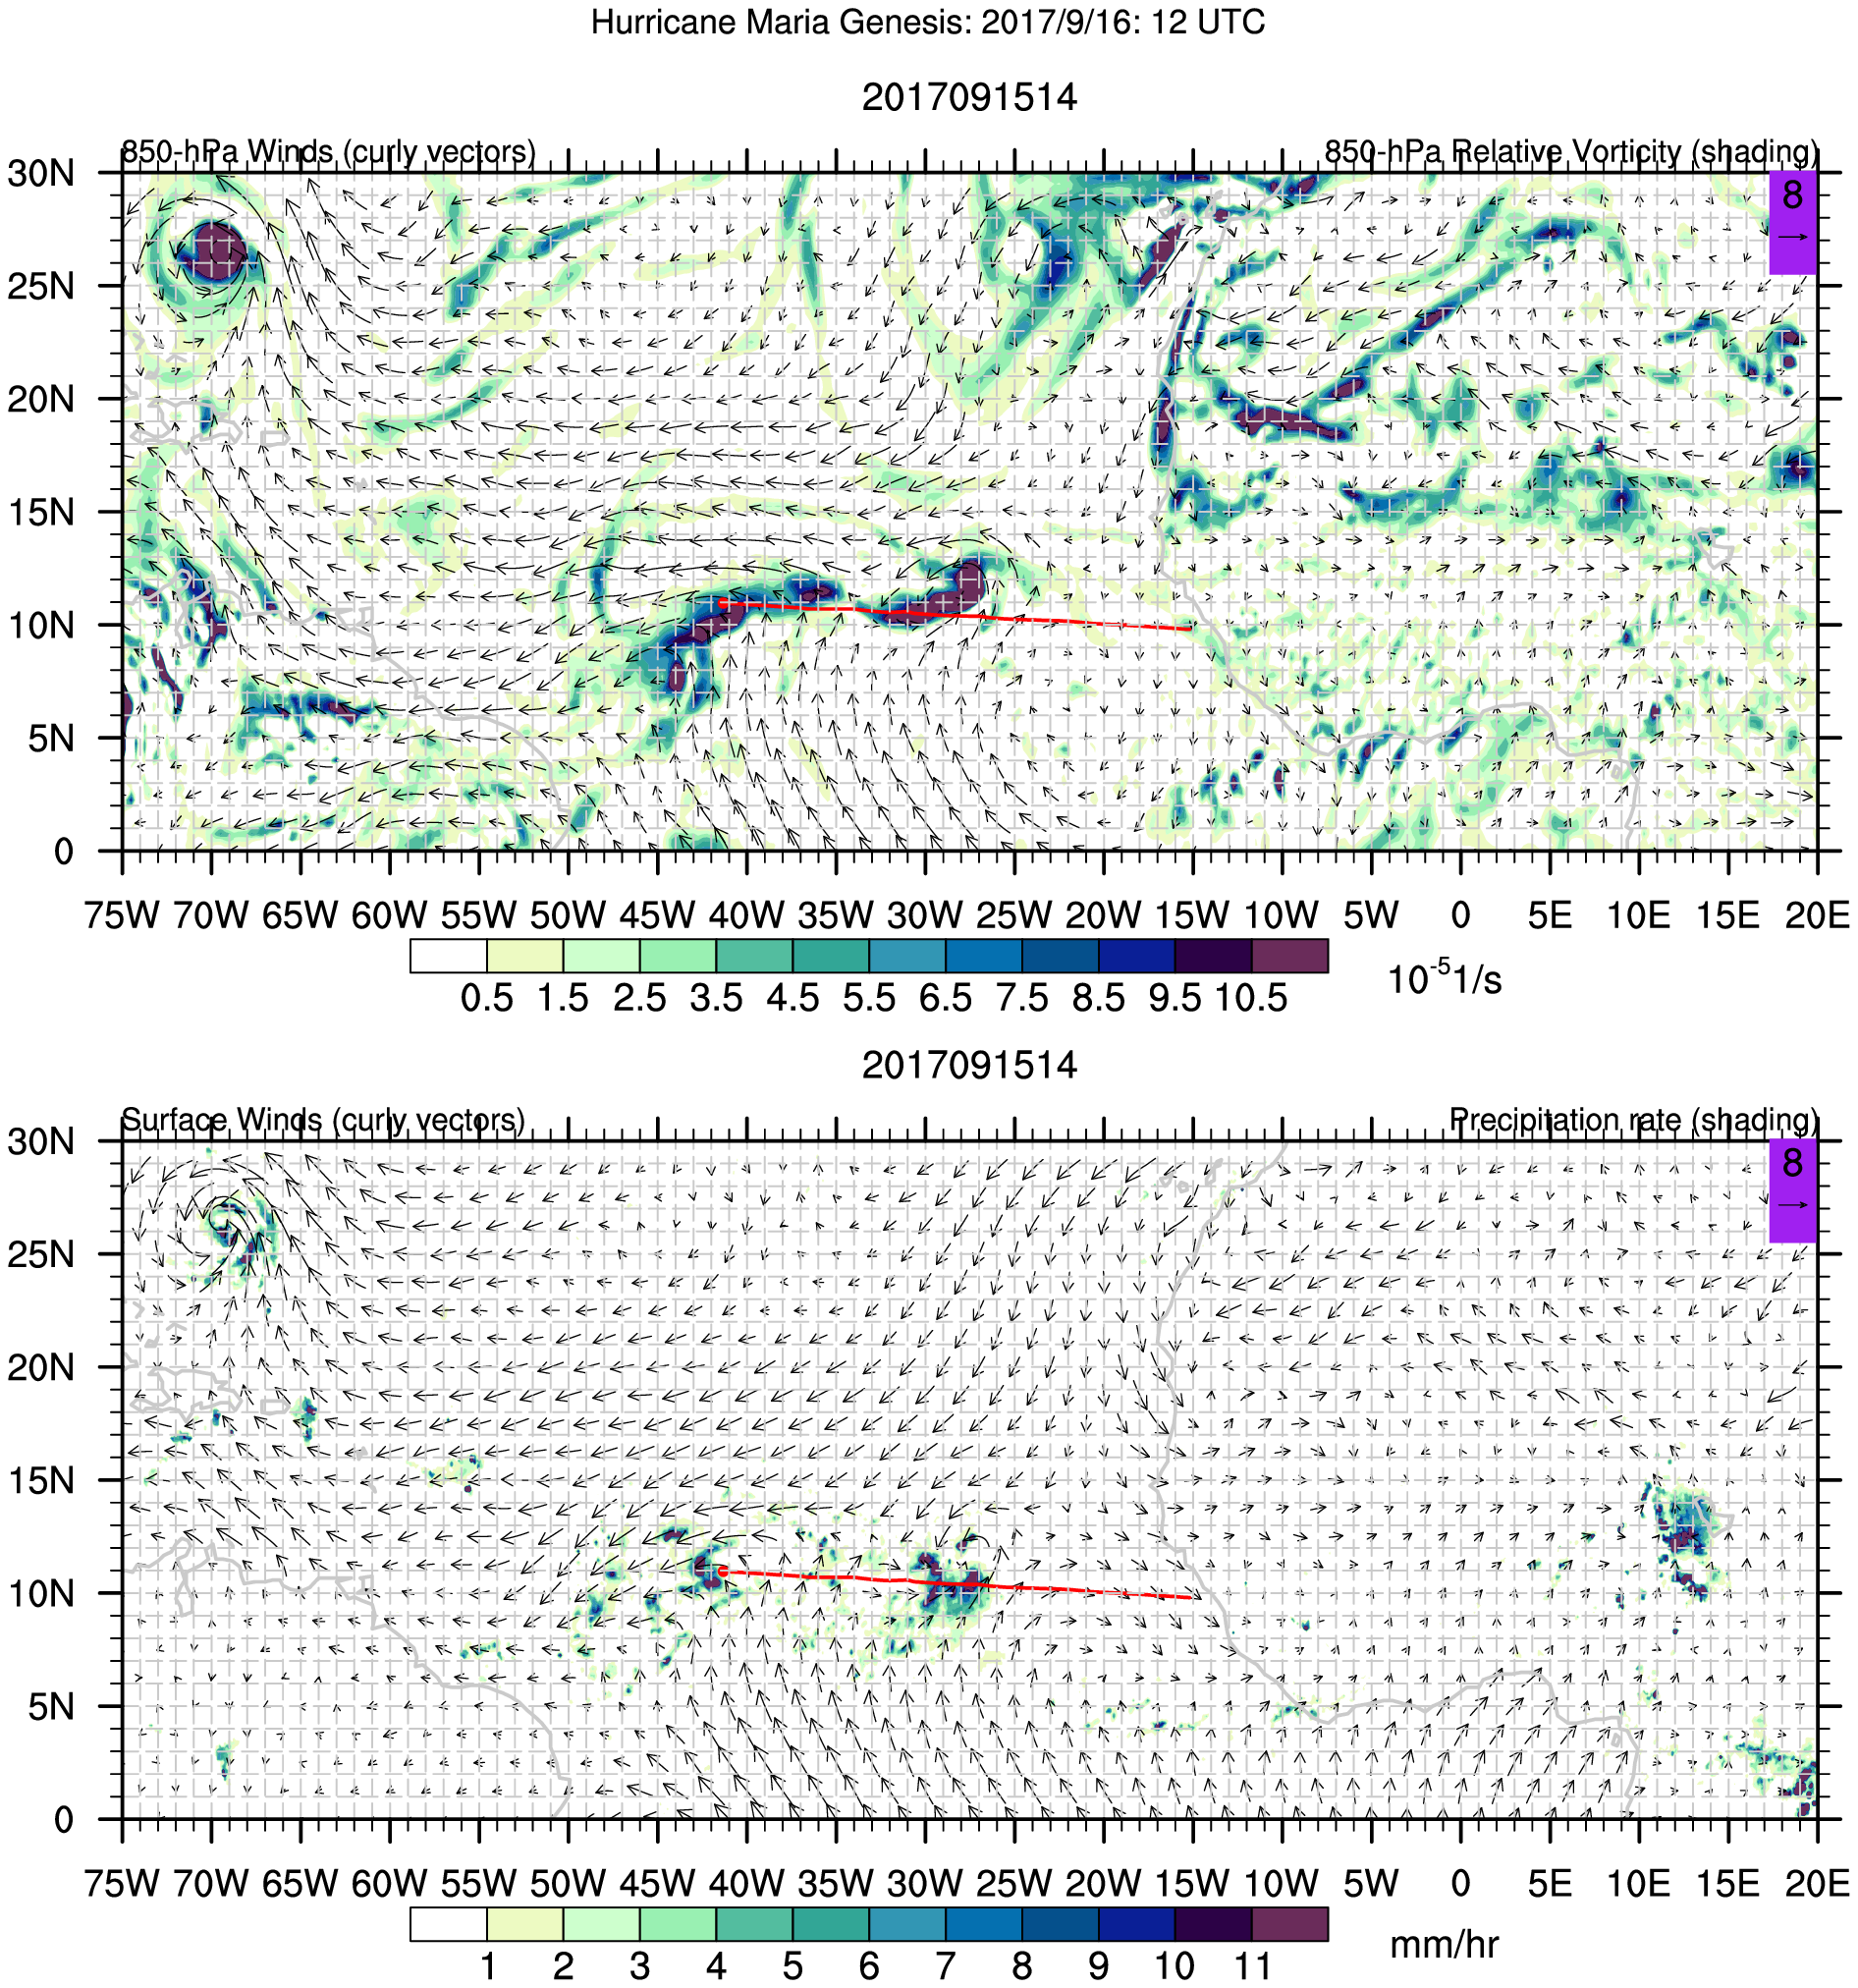 Hurricane Maria Genesis: 2017/9/16: 12 UTC
2017091514
850-hPa Winds (curly vectors) 850-hPa Relative Vorticity (shading)
30N
8
25N
20N
15N
10N
5N
0
75W 70W 65W 60W 55W 50W 45W 40W 35W 30W 25W 20W 15W 10W 5W 0 5E 10E 15E 20E
0.5 1.5 2.5 3.5 4.5 5.5 6.5 7.5 8.5 9.5 10.5
10-51/s
2017091514
Surface Winds (curly vectors) Precipitation rate (shading)
30N
8
25N
20N
15N
10N
5N
0
75W 70W 65W 60W 55W 50W 45W 40W 35W 30W 25W 20W 15W 10W 5W 0 5E 10E 15E 20E
1 2 3 4 5 6 7 8 9 10 11
mm/hr